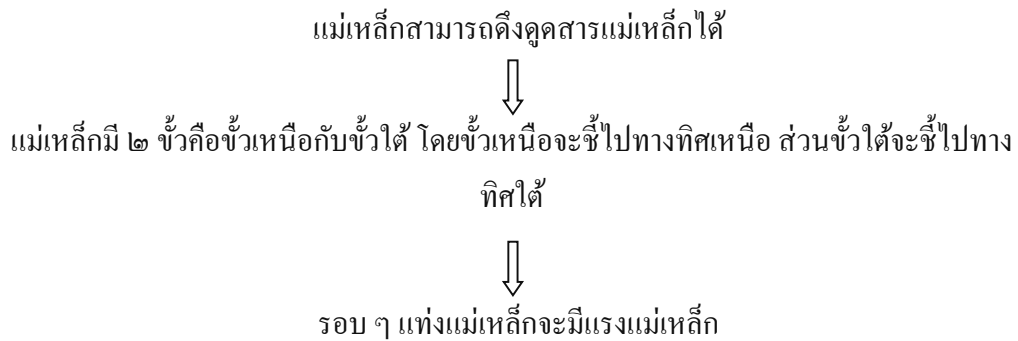 แม่เหล็กสามารถดึงดูดสารแม่เหล็กได้
แม่เหล็กมี ๒ ขั้วคือขั้วเหนือกับขั้วใต้ โดยขั้วเหนือจะชี้ไปทางทิศเหนือ ส่วนขั้วใต้จะชี้ไปทาง
ทิศใต้
รอบ ๆ แท่งแม่เหล็กจะมีแรงแม่เหล็ก